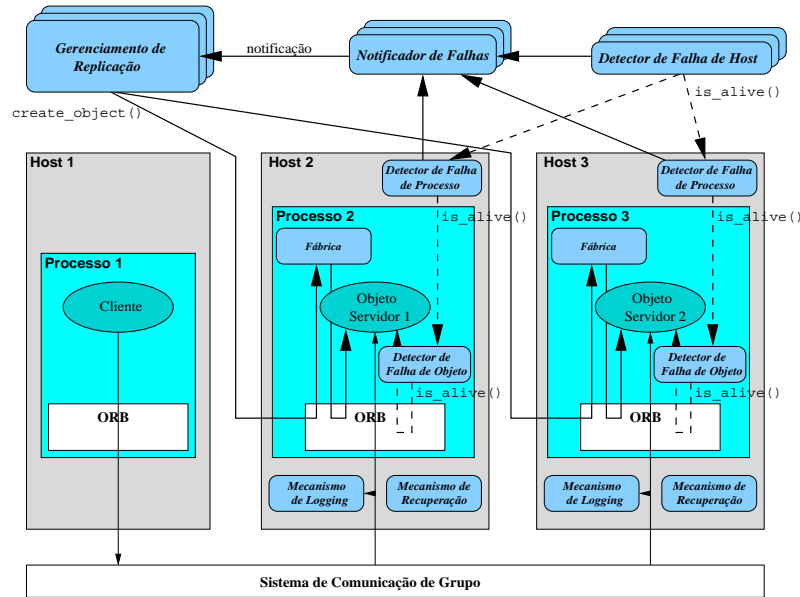 Gerenciamento de
Replicação
notificação
Notificador de Falhas
Detector de Falha de Host
create_object()
is_alive()
Host 1
Host 2
Host 3
Detector de Falha
de Processo
Detector de Falha
de Processo
is_alive()
is_alive()
Processo 1
Processo 2
Processo 3
Fábrica
Fábrica
Cliente
Objeto
Servidor 1
Objeto
Servidor 2
Detector de
Falha de Objeto
Detector de
Falha de Objeto
is_alive()
is_alive()
ORB
ORB
ORB
Mecanismo
de Logging
Mecanismo de
Recuperação
Mecanismo
de Logging
Mecanismo de
Recuperação
Sistema de Comunicação de Grupo